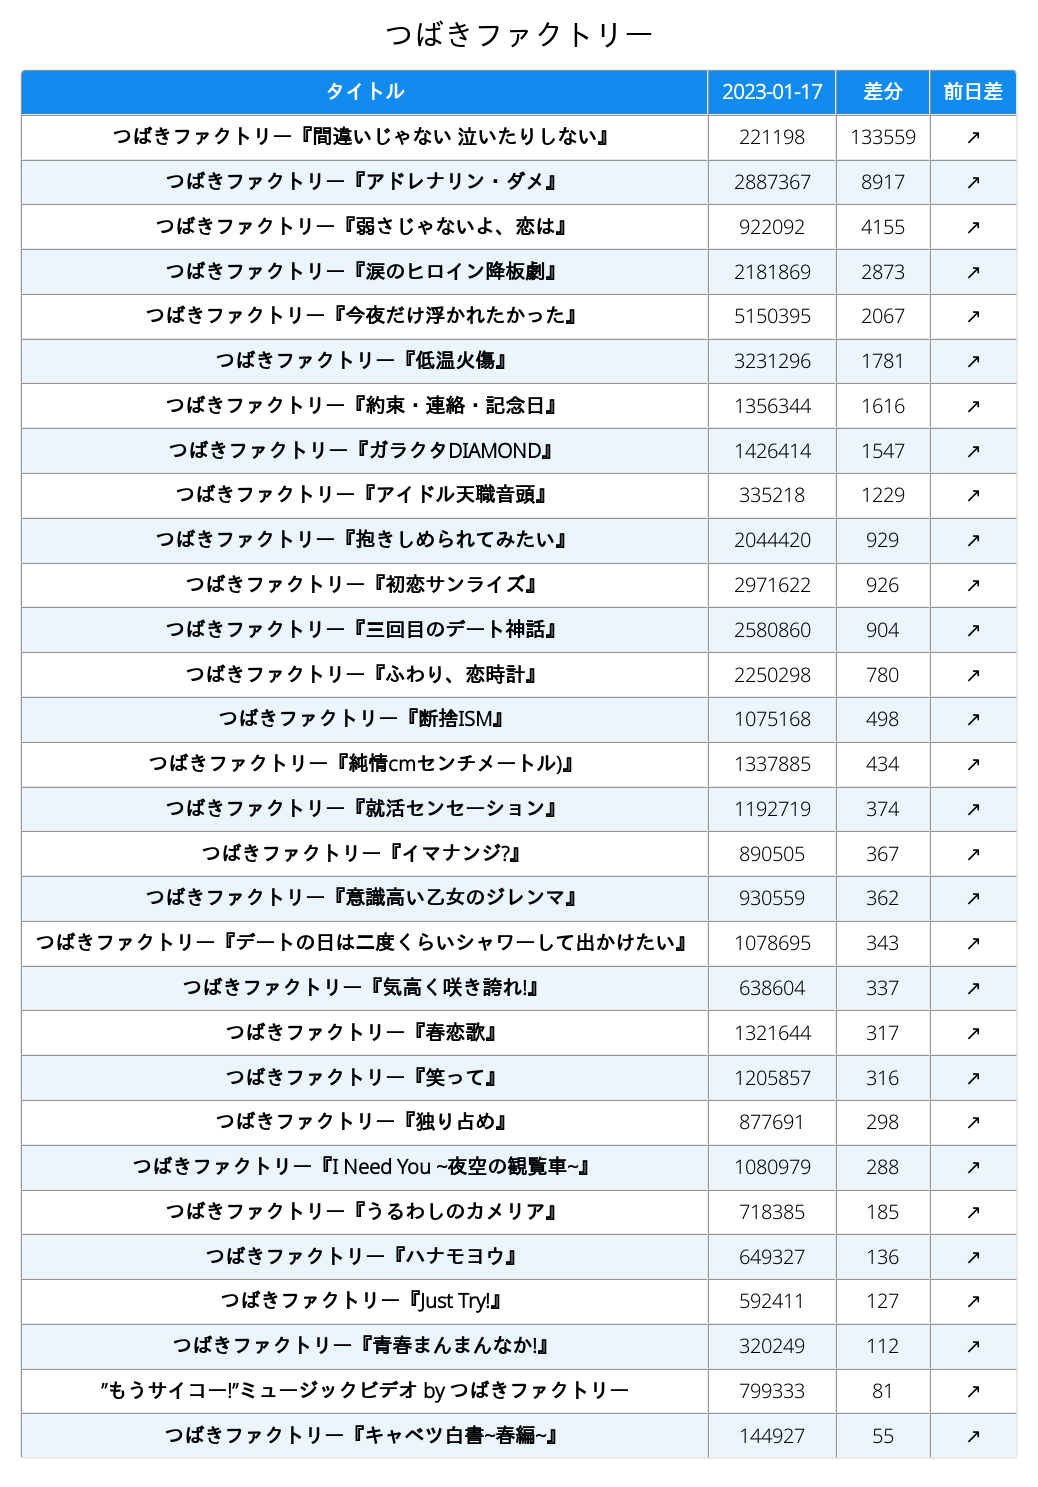 つばきファクトリー
タイトル 2023-01-17 差分 前日差
つばきファクトリー『間違いじゃない 泣いたりしない』 221198 133559 ↗
つばきファクトリー『アドレナリン・ダメ』 2887367 8917 ↗
つばきファクトリー『弱さじゃないよ、恋は』 922092 4155 ↗
つばきファクトリー『涙のヒロイン降板劇』 2181869 2873 ↗
つばきファクトリー『今夜だけ浮かれたかった』 5150395 2067 ↗
つばきファクトリー『低温火傷』 3231296 1781 ↗
つばきファクトリー『約束・連絡・記念日』 1356344 1616 ↗
つばきファクトリー『ガラクタDIAMOND』 1426414 1547 ↗
つばきファクトリー『アイドル天職音頭』 335218 1229 ↗
つばきファクトリー『抱きしめられてみたい』 2044420 929 ↗
つばきファクトリー『初恋サンライズ』 2971622 926 ↗
つばきファクトリー『三回目のデート神話』 2580860 904 ↗
つばきファクトリー『ふわり、恋時計』 2250298 780 ↗
つばきファクトリー『断捨ISM』 1075168 498 ↗
つばきファクトリー『純情cmセンチメートル)』 1337885 434 ↗
つばきファクトリー『就活センセーション』 1192719 374 ↗
つばきファクトリー『イマナンジ?』 890505 367 ↗
つばきファクトリー『意識高い乙女のジレンマ』 930559 362 ↗
つばきファクトリー『デートの日は二度くらいシャワーして出かけたい』 1078695 343 ↗
つばきファクトリー『気高く咲き誇れ!』 638604 337 ↗
つばきファクトリー『春恋歌』 1321644 317 ↗
つばきファクトリー『笑って』 1205857 316 ↗
つばきファクトリー『独り占め』 877691 298 ↗
つばきファクトリー『I Need You ~夜空の観覧車~』 1080979 288 ↗
つばきファクトリー『うるわしのカメリア』 718385 185 ↗
つばきファクトリー『ハナモヨウ』 649327 136 ↗
つばきファクトリー『Just Try!』 592411 127 ↗
つばきファクトリー『青春まんまんなか!』 320249 112 ↗
"もうサイコー!"ミュージックビデオ by つばきファクトリー 799333 81 ↗
つばきファクトリー『キャベツ白書~春編~』 144927 55 ↗